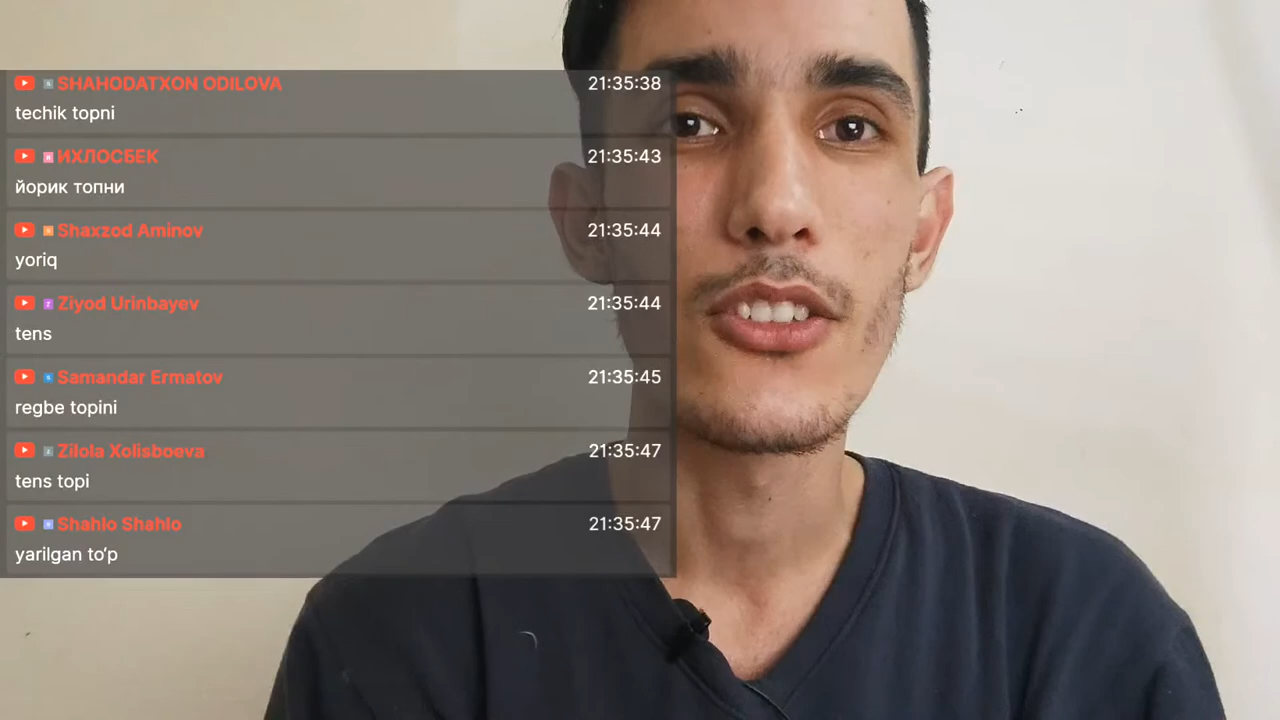 SHAHODATXON ODILOVA 21:35:38
techik topni
ИХЛОСБЕК 21:35:43
йорик топни
Shaxzod Aminov 21:35:44
yoriq
Ziyod Urinbayev 21:35:44
tens
Samandar Ermatov 21:35:45
regbe topini
Zilola Xolisboeva 21:35:47
tens topi
Shahlo Shahlo 21:35:47
yarilgan to‘p